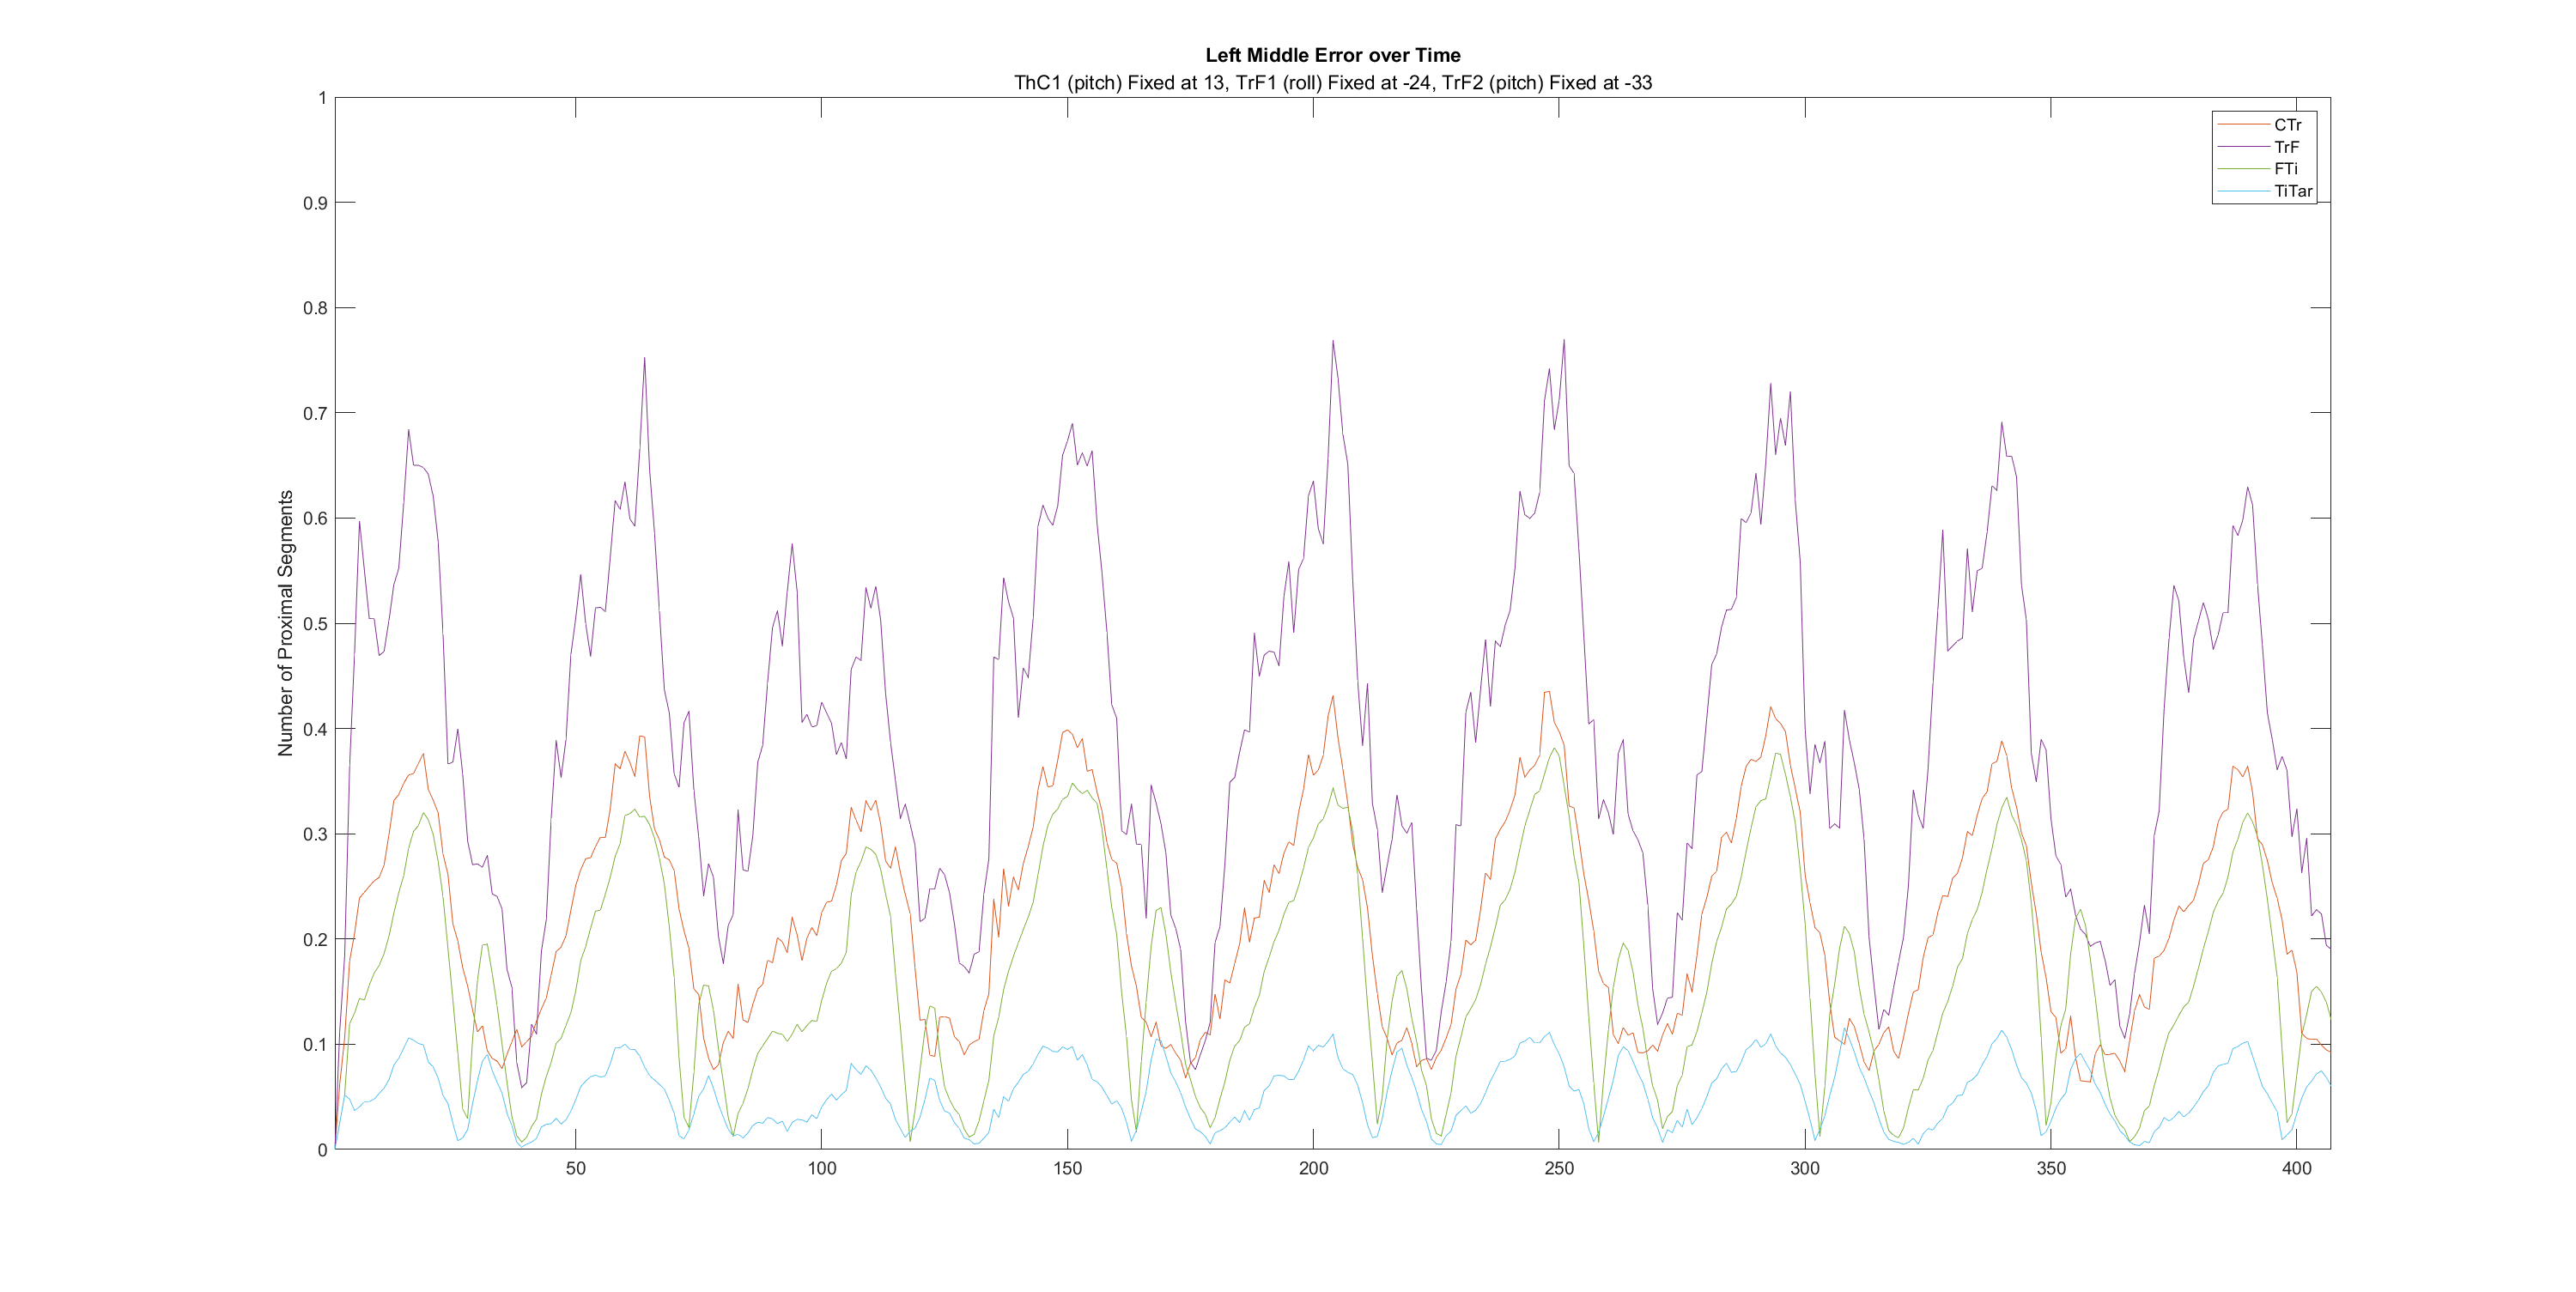 Left Middle Error over Time
ThC1 (pitch) Fixed at 13, TrF1 (roll) Fixed at -24, TrF2 (pitch) Fixed at -33
Number of Proximal Segments
1
0.9
0.8
0.7
0.6
0.5
0.4
0.3
0.2
0.1
0
50
100
150
200
250
300
350
400
CTr
TrF
FTi
TiTar